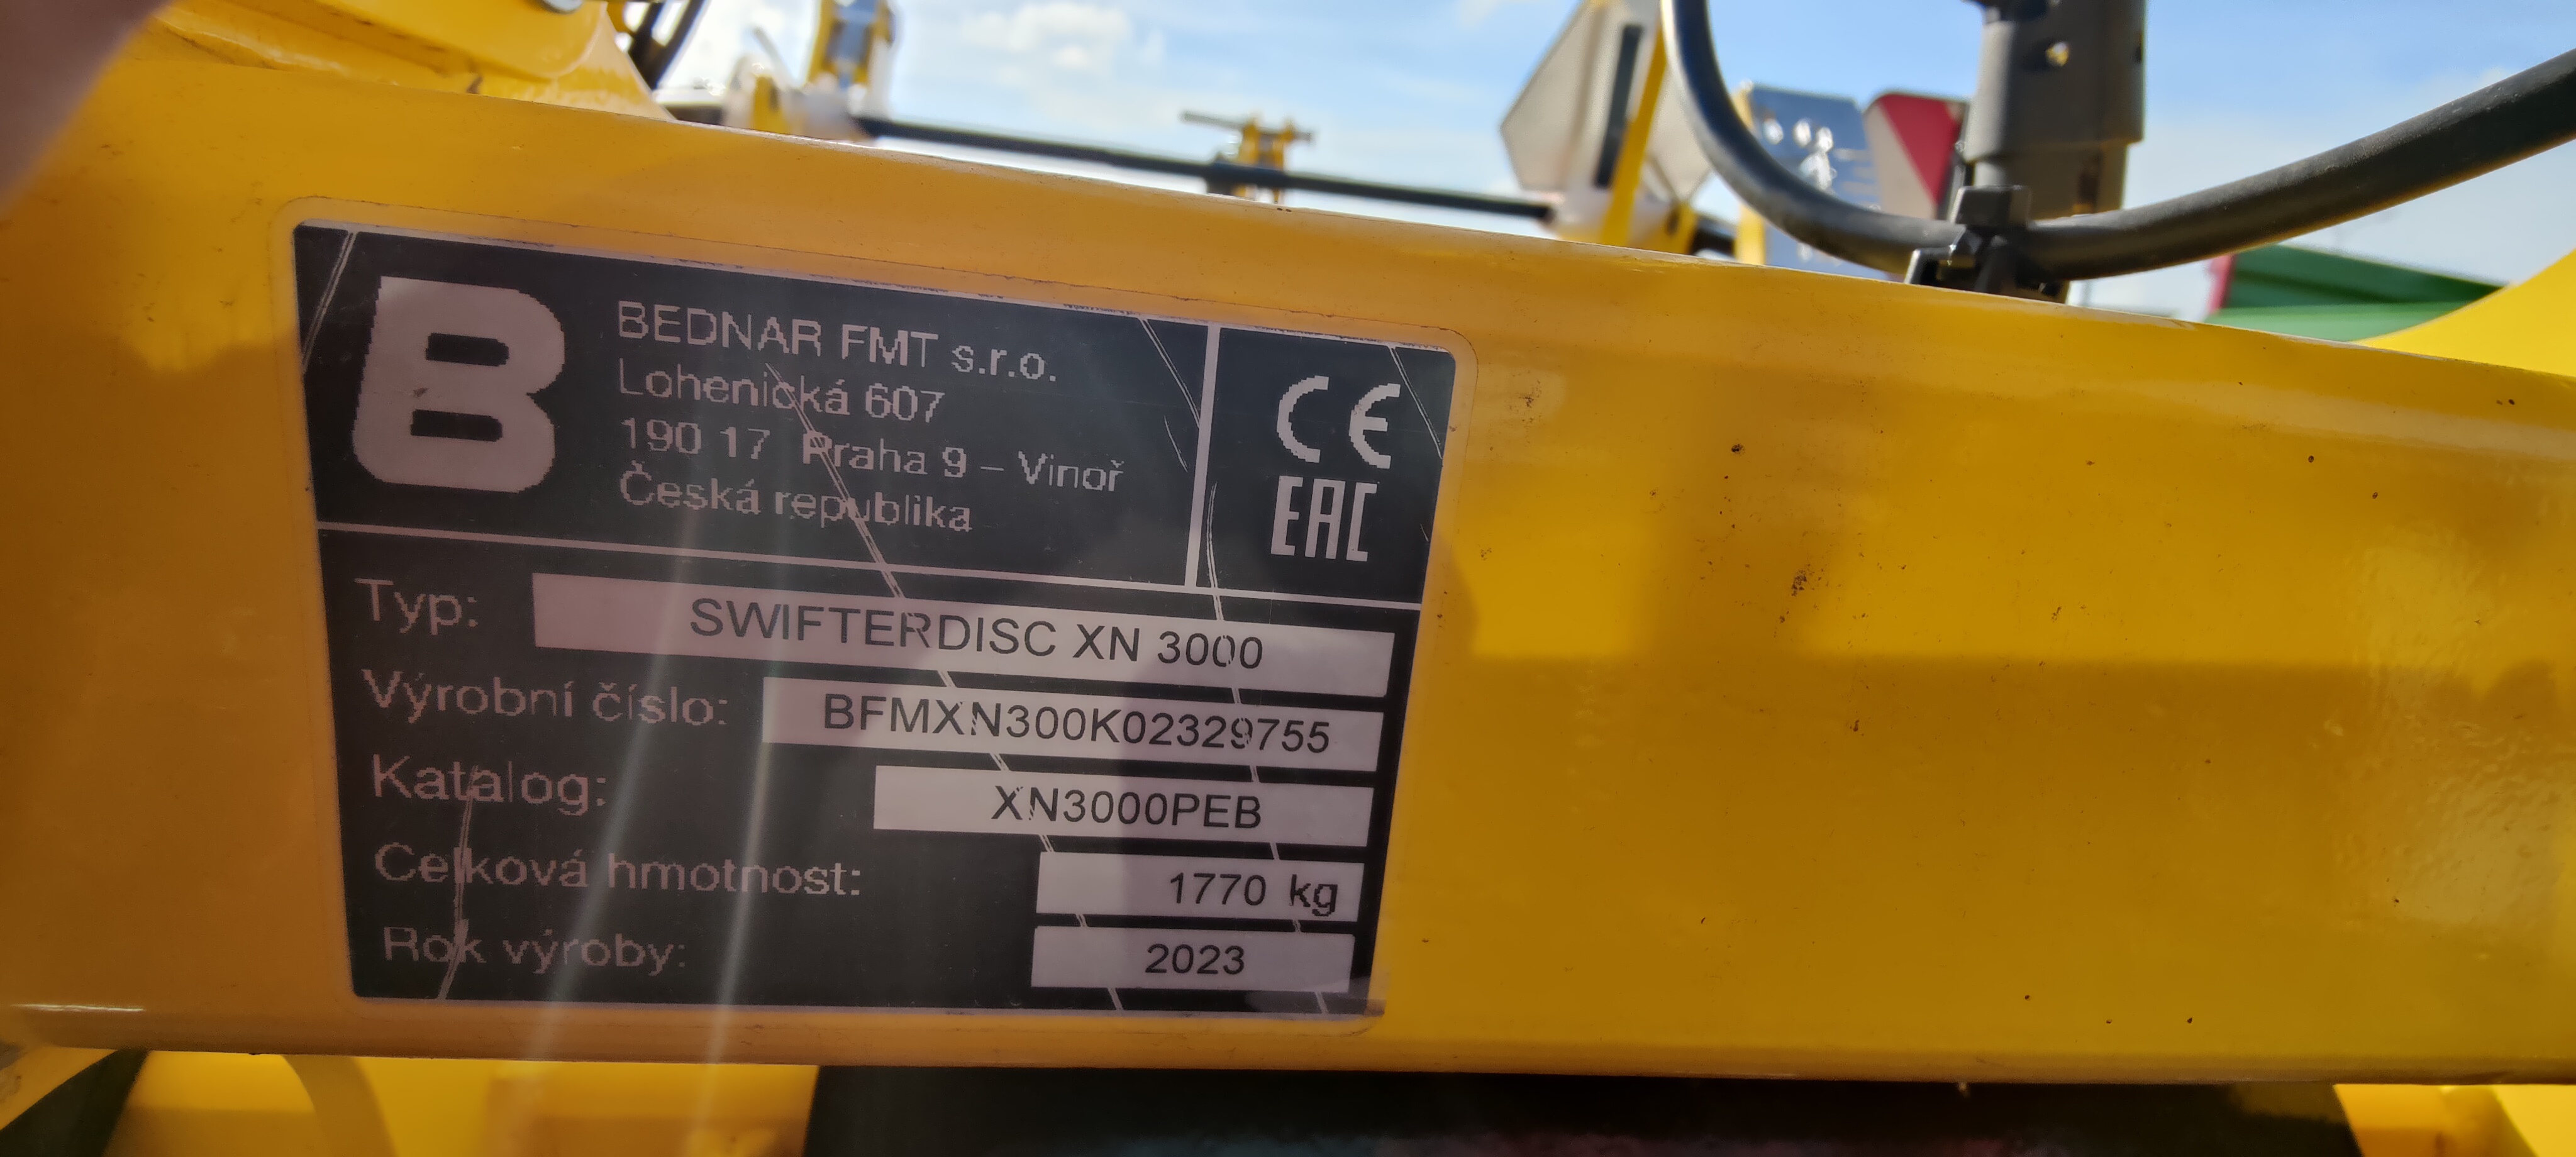 B
BEDNAR FMT s.r.o.
Lohenická 607
190 17 Praha 9 – Vinoř
Česká republika
CE
EAC
Typ: SWIFTERDISC XN 3000
Výrobní číslo: BFMXN300K02329755
Katalog: XN3000PEB
Celková hmotnost: 1770 kg
Rok výroby: 2023